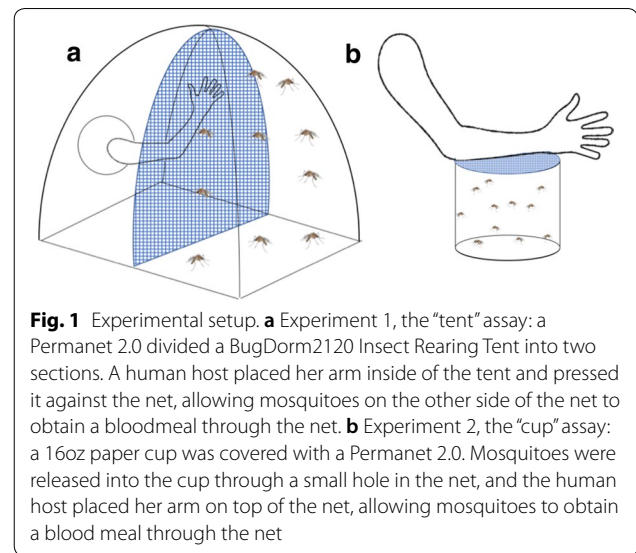 a
b
Fig. 1 Experimental setup. a Experiment 1, the “tent” assay: a
Permanet 2.0 divided a BugDorm2120 Insect Rearing Tent into two
sections. A human host placed her arm inside of the tent and pressed
it against the net, allowing mosquitoes on the other side of the net to
obtain a bloodmeal through the net. b Experiment 2, the “cup” assay:
a 16oz paper cup was covered with a Permanet 2.0. Mosquitoes were
released into the cup through a small hole in the net, and the human
host placed her arm on top of the net, allowing mosquitoes to obtain
a blood meal through the net